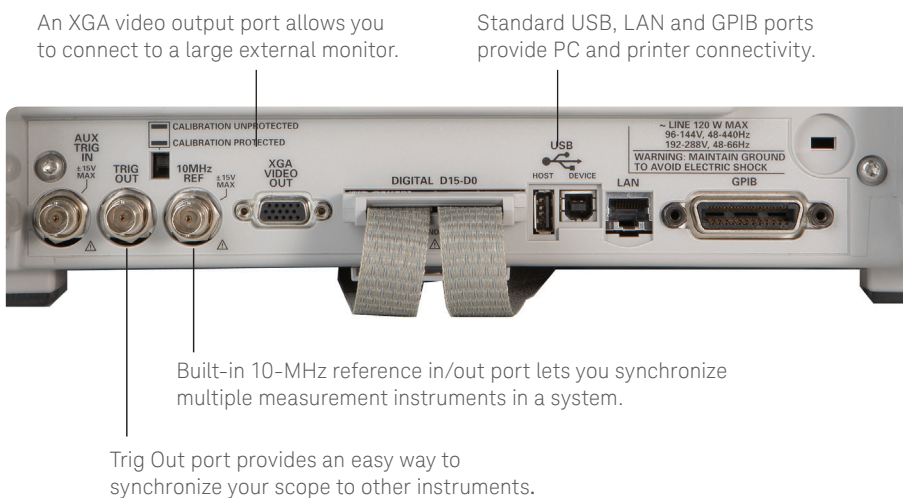 An XGA video output port allows you
to connect to a large external monitor.
Standard USB, LAN and GPIB ports
provide PC and printer connectivity.
CALIBRATION UNPROTECTED
CALIBRATION PROTECTED
AUX
TRIG
IN
±15V
MAX
TRIG
OUT
10MHz
REF
±15V
MAX
XGA
VIDEO
OUT
DIGITAL D15-D0
USB
HOST DEVICE
LAN
~ LINE 120 W MAX
96-144V, 48-440Hz
192-288V, 48-66Hz
WARNING: MAINTAIN GROUND
TO AVOID ELECTRIC SHOCK
GPIB
Built-in 10-MHz reference in/out port lets you synchronize
multiple measurement instruments in a system.
Trig Out port provides an easy way to
synchronize your scope to other instruments.